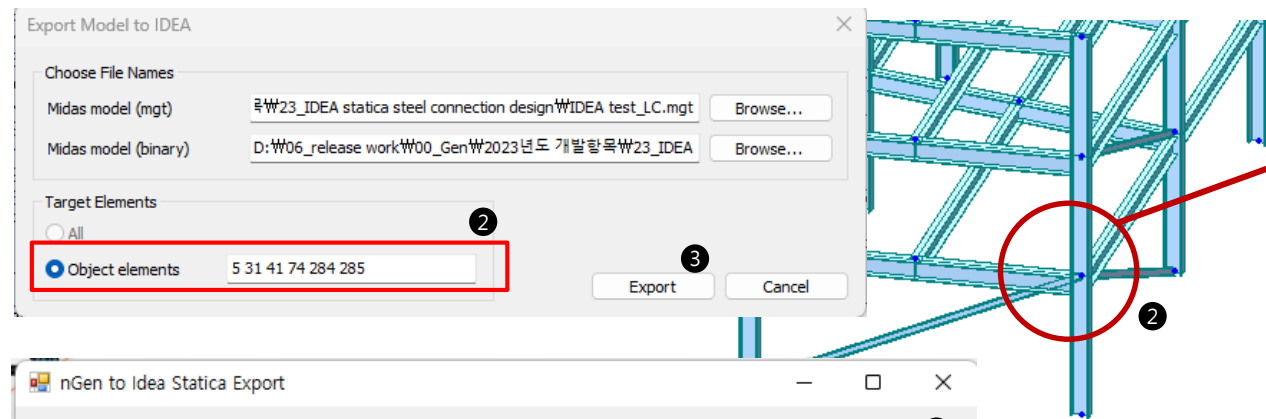 Export Model to IDEA
Choose File Names
Midas model (mgt) 목₩23_IDEA statica steel connection design₩IDEA test_LC.mgt Browse...
Midas model (binary) D:₩06_release work₩00_Gen₩2023년도 개발항목₩23_IDEA Browse...
Target Elements
2
All
Object elements 5 31 41 74 284 285
3
Export Cancel
2
nGen to Idea Statica Export